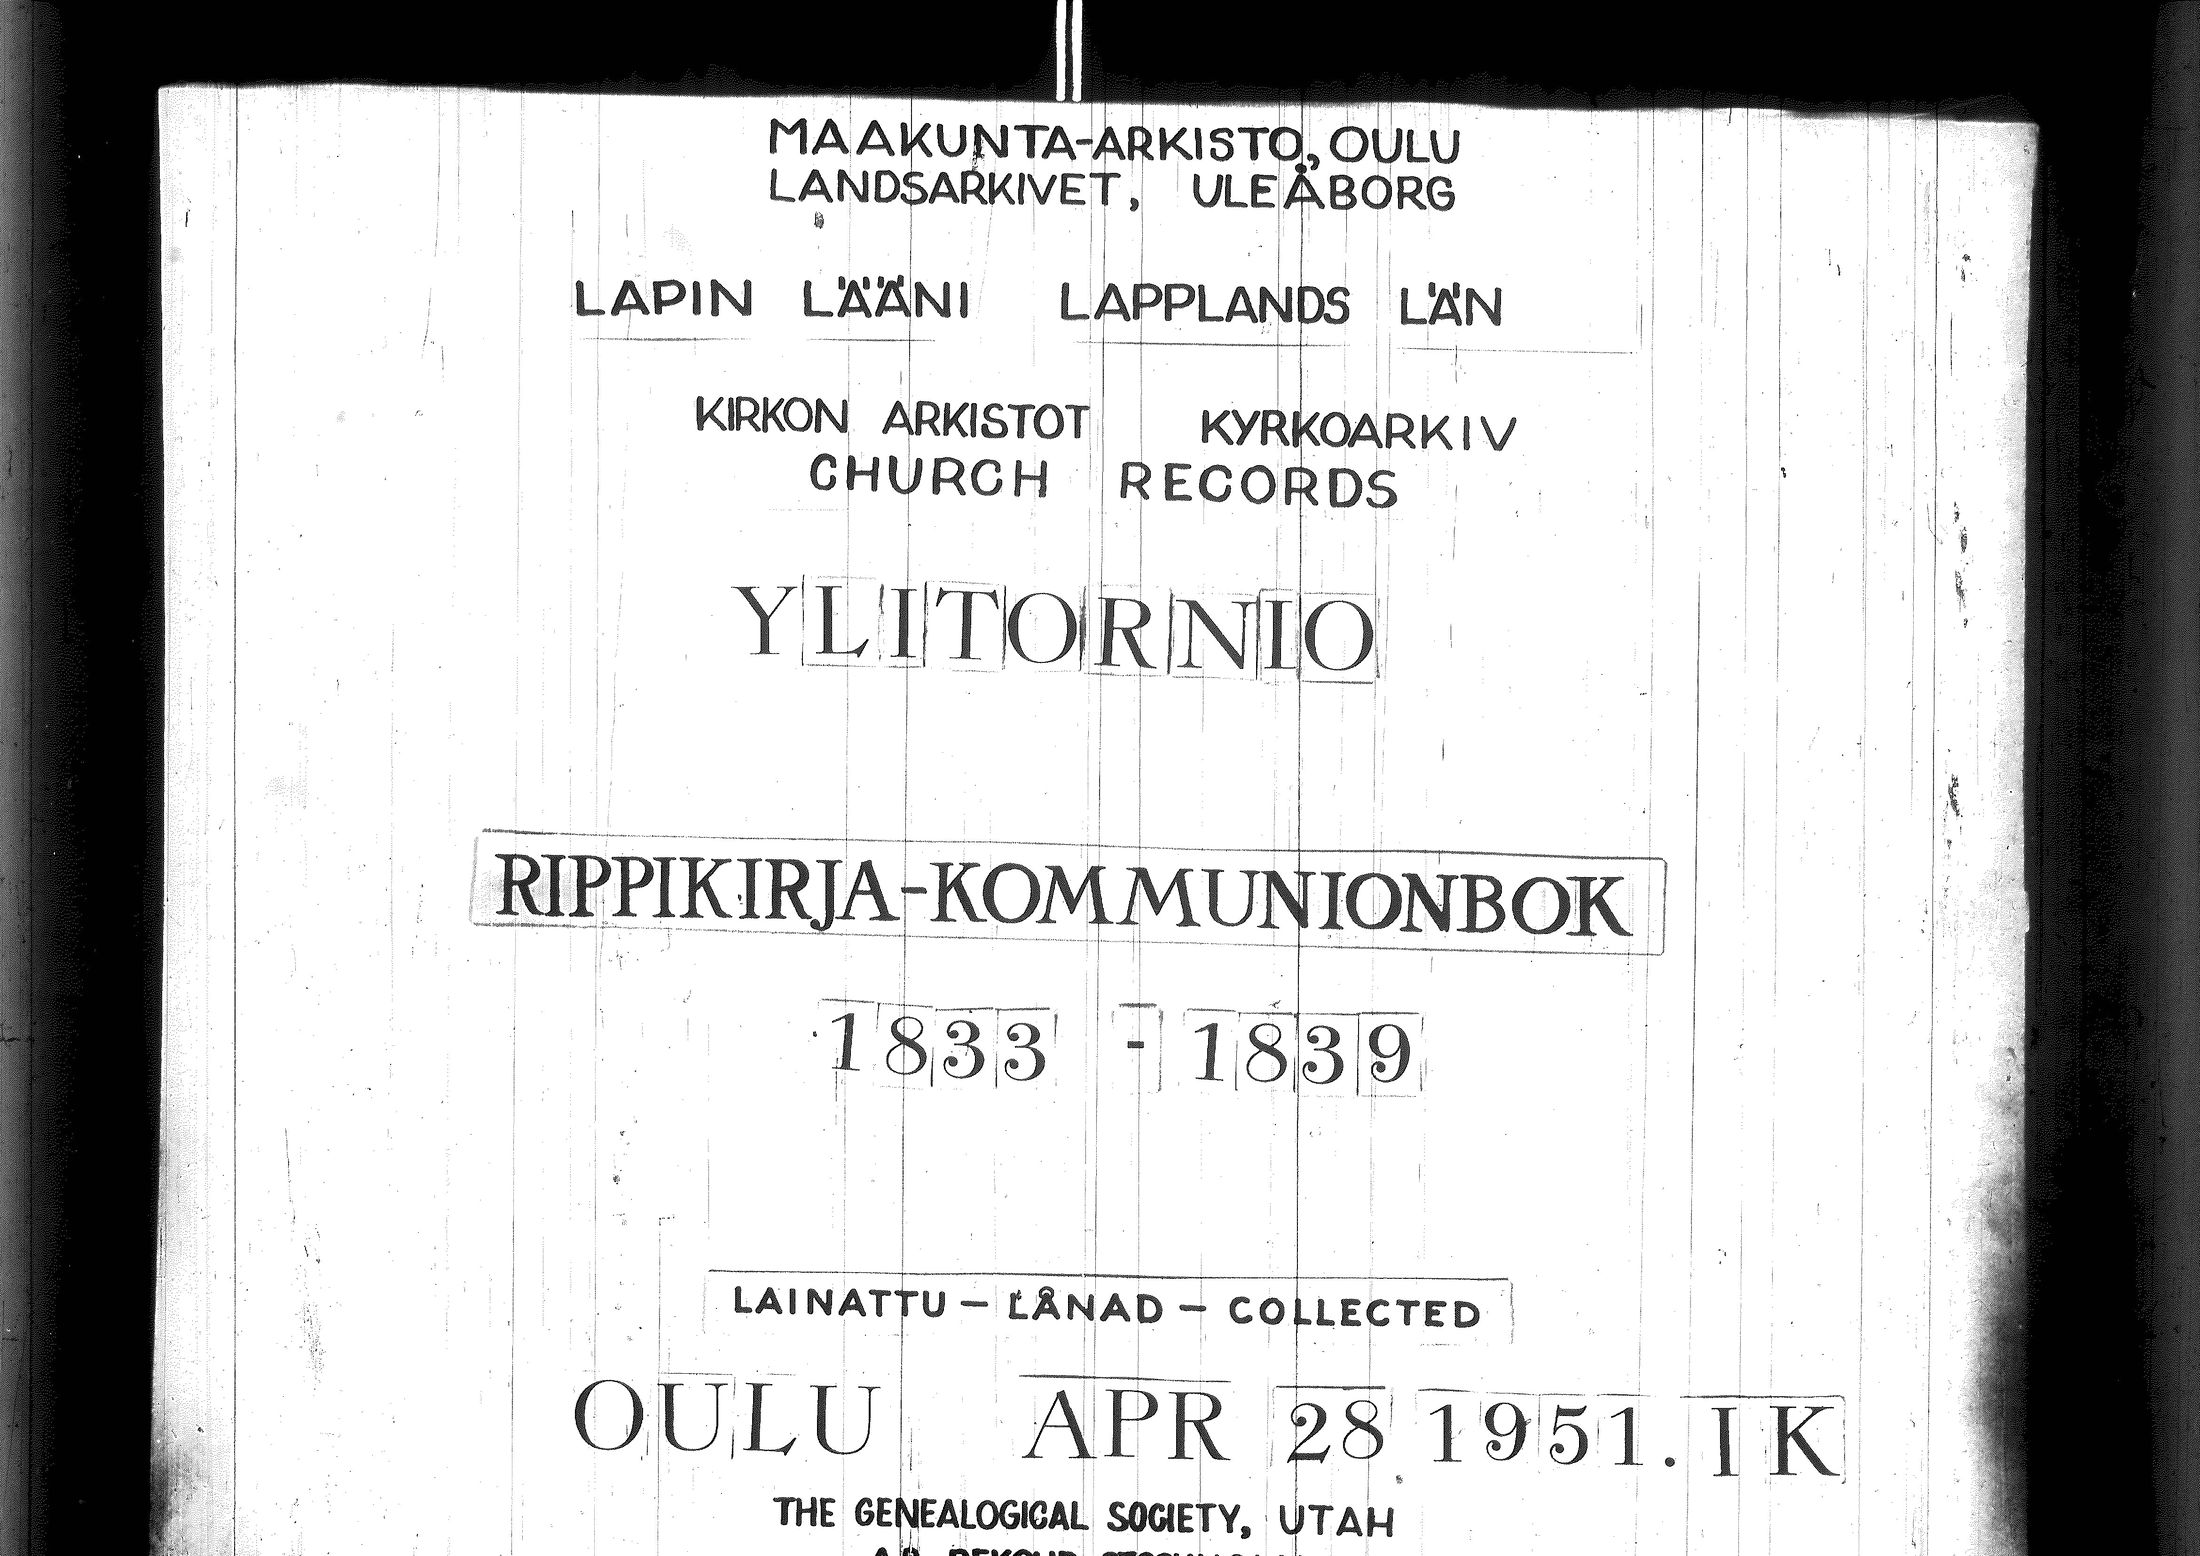 MAAKUNTA-ARKISTO, OULU
LANDSARKIVET, ULEÅBORG
LAPIN LÄÄNI LAPPLANDS LÄN
KIRKON ARKISTOT KYRKOARKIV
CHURCH RECORDS
YLITORNIO
RIPPIKIRJA-KOMMUNIONBOK
1833 - 1839
LAINATTU – LÅNAD – COLLECTED
OULU APR 28 1951. IK
THE GENEALOGICAL SOCIETY, UTAH